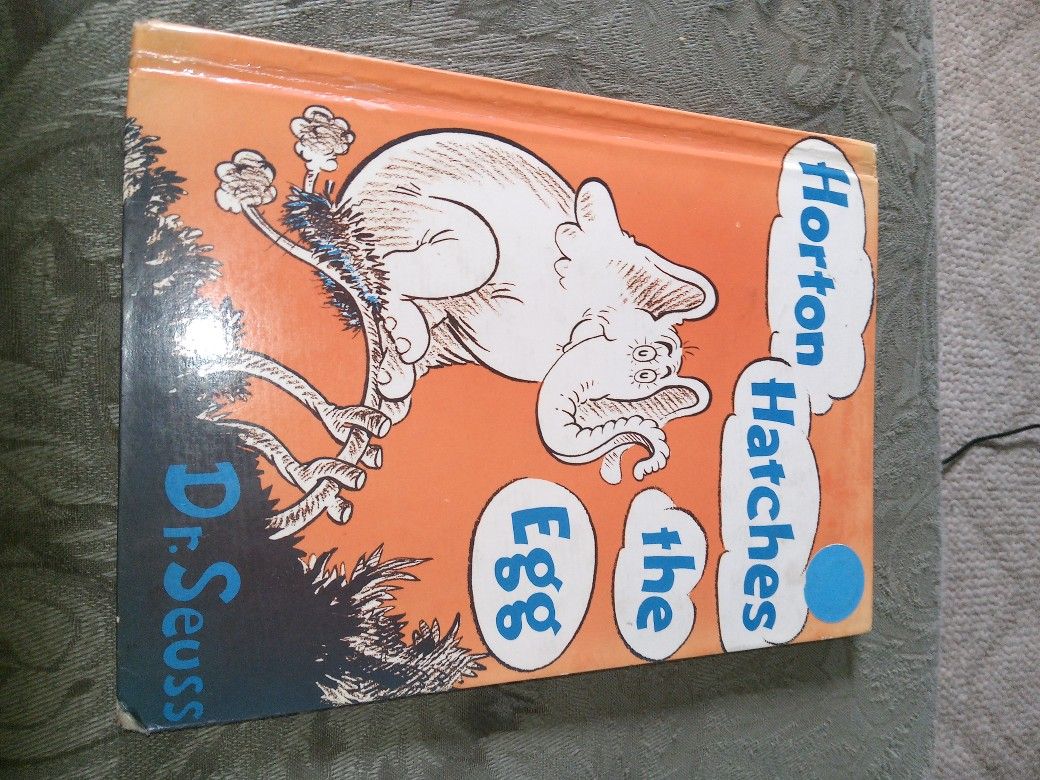 Horton
Hatches
the
Egg
Dr. Seuss